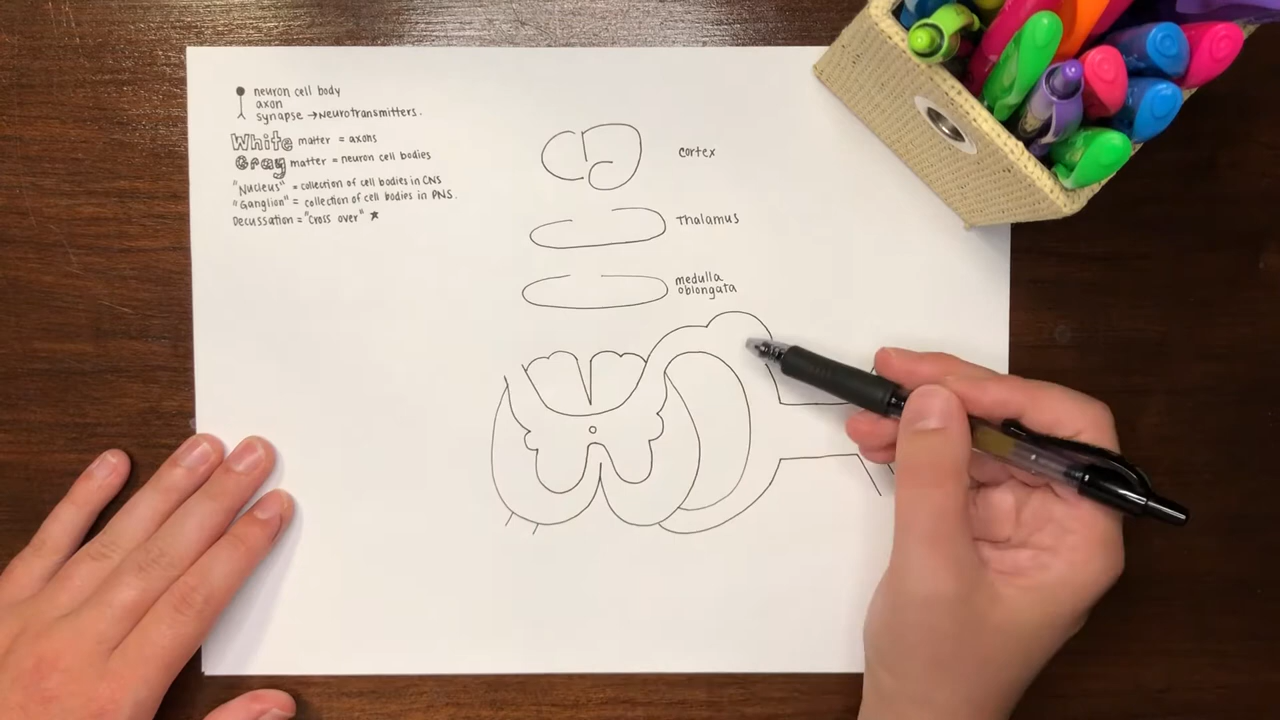 neuron cell body
axon
synapse → Neurotransmitters.
White matter = axons
Gray matter = neuron cell bodies
"Nucleus" = collection of cell bodies in CNS
"Ganglion" = collection of cell bodies in PNS.
Decussation = "Cross over" ★
cortex
Thalamus
medulla
oblongata